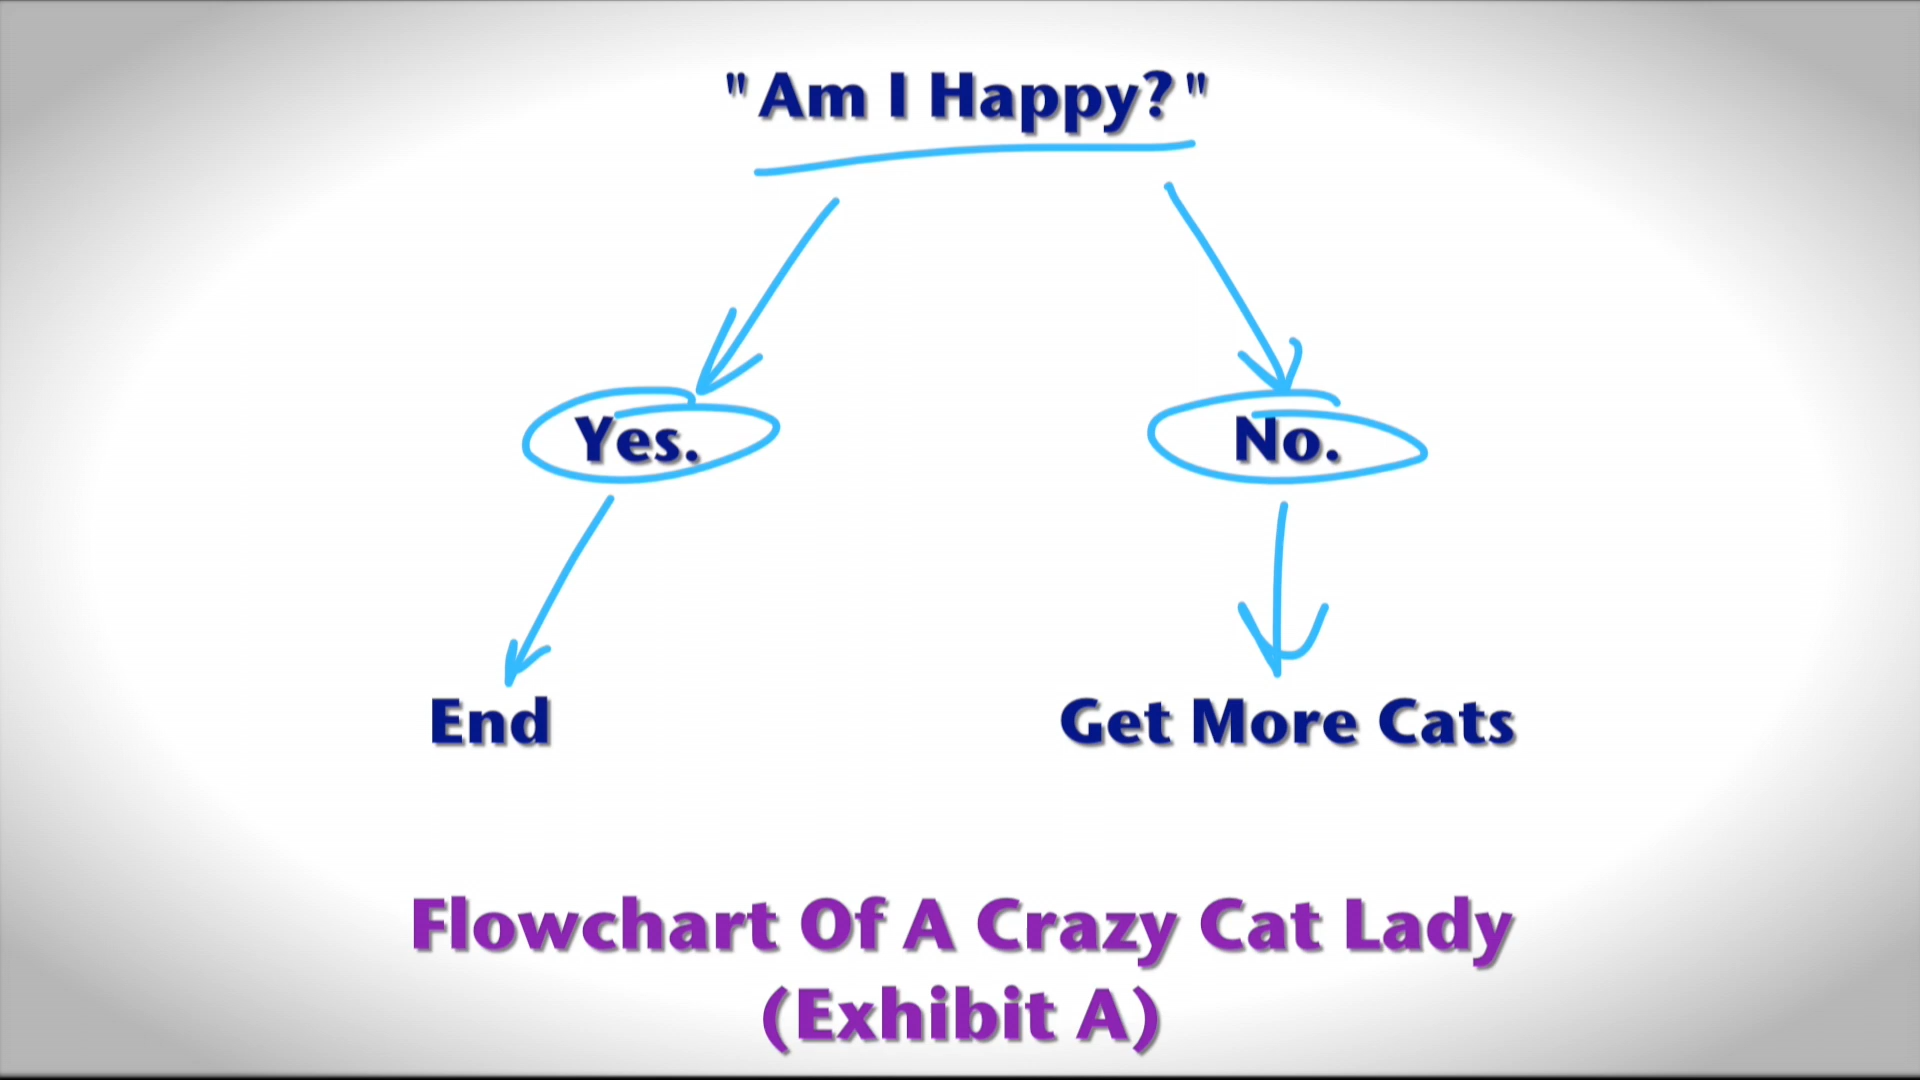 "Am I Happy?"
Yes.
No.
End
Get More Cats
Flowchart Of A Crazy Cat Lady
(Exhibit A)